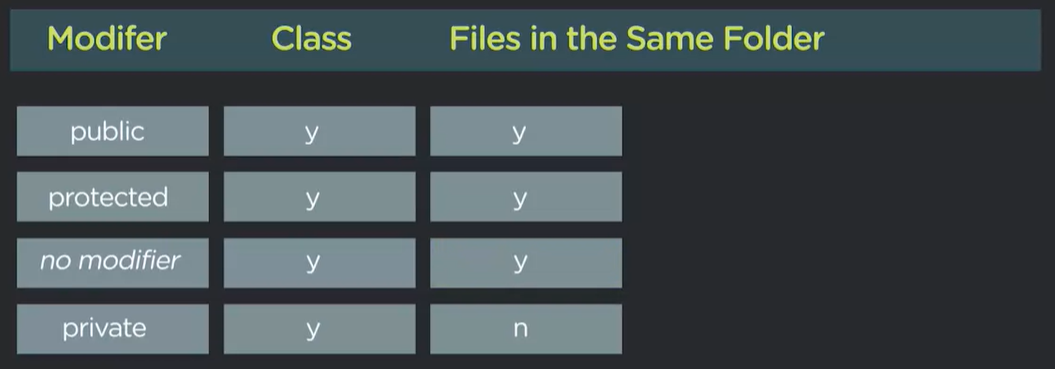 Modifer Class Files in the Same Folder
public y y
protected y y
no modifier y y
private y n